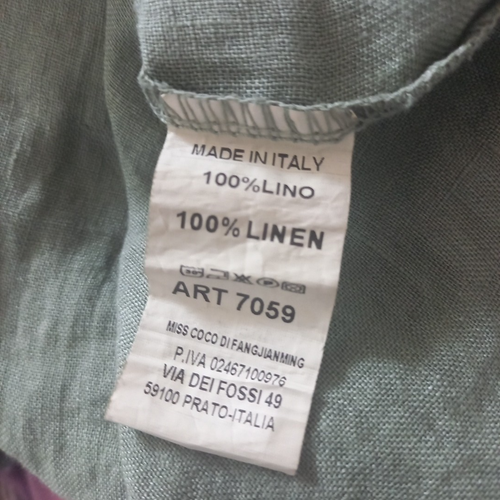 MADE IN ITALY
100%LINO
100% LINEN
ART 7059
MISS COCO DI FANGJIANMING
P.IVA 02467100976
VIA DEI FOSSI 49
59100 PRATO-ITALIA